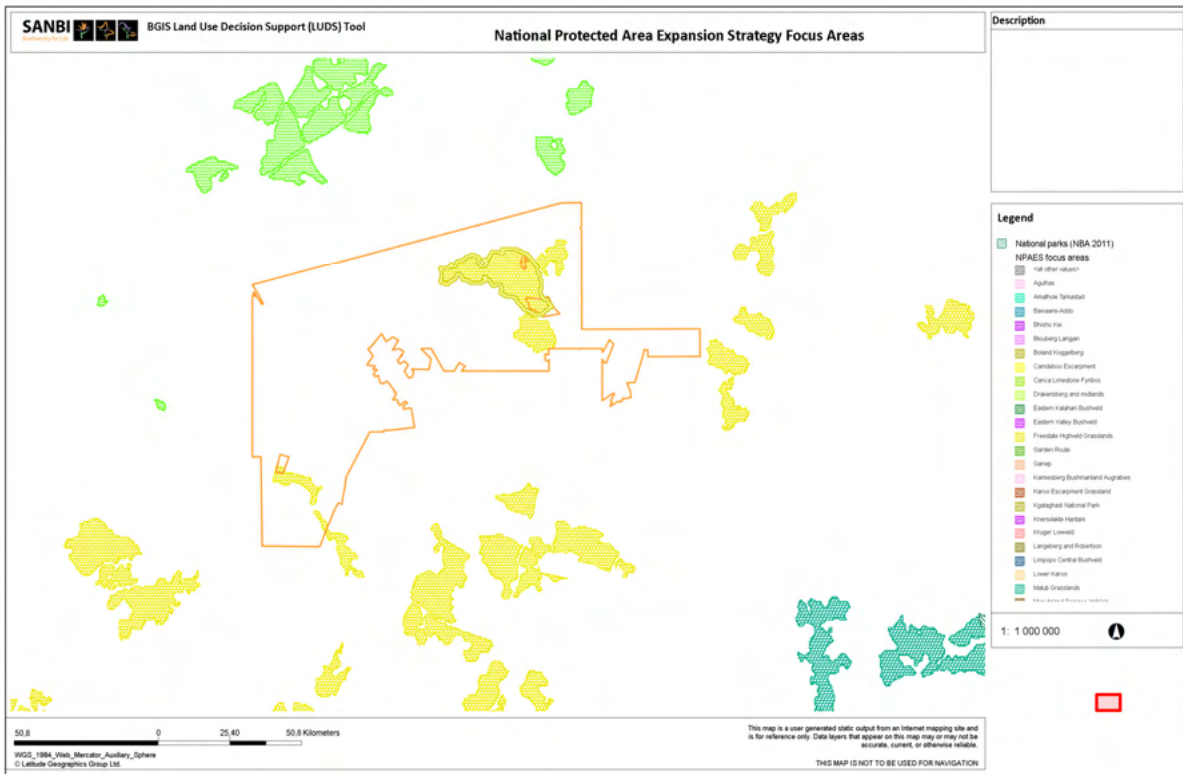 SANBI
Biodiversity for Life
BGIS Land Use Decision Support (LUDS) Tool
National Protected Area Expansion Strategy Focus Areas
Description
Legend
National parks (NBA 2011)
NPAES focus areas
<all other values>
Agulhas
Amathole Tarkastad
Baviaans-Addo
Bhisho Kei
Blouberg Langjan
Boland Koggelberg
Camdeboo Escarpment
Canca Limestone Fynbos
Drakensberg and midlands
Eastern Kalahari Bushveld
Eastern Valley Bushveld
Freestate Highveld Grasslands
Garden Route
Gariep
Kamiesberg Bushmanland Augrabies
Karoo Escarpment Grassland
Kgalaghadi National Park
Knersvlakte Hantam
Kruger Lowveld
Langeberg and Robertson
Limpopo Central Bushveld
Lower Karoo
Maluti Grasslands
1: 1 000 000
50,8 0 25,40 50,8 Kilometers
WGS_1984_Web_Mercator_Auxiliary_Sphere
© Latitude Geographics Group Ltd.
This map is a user generated static output from an Internet mapping site and
is for reference only. Data layers that appear on this map may or may not be
accurate, current, or otherwise reliable.
THIS MAP IS NOT TO BE USED FOR NAVIGATION